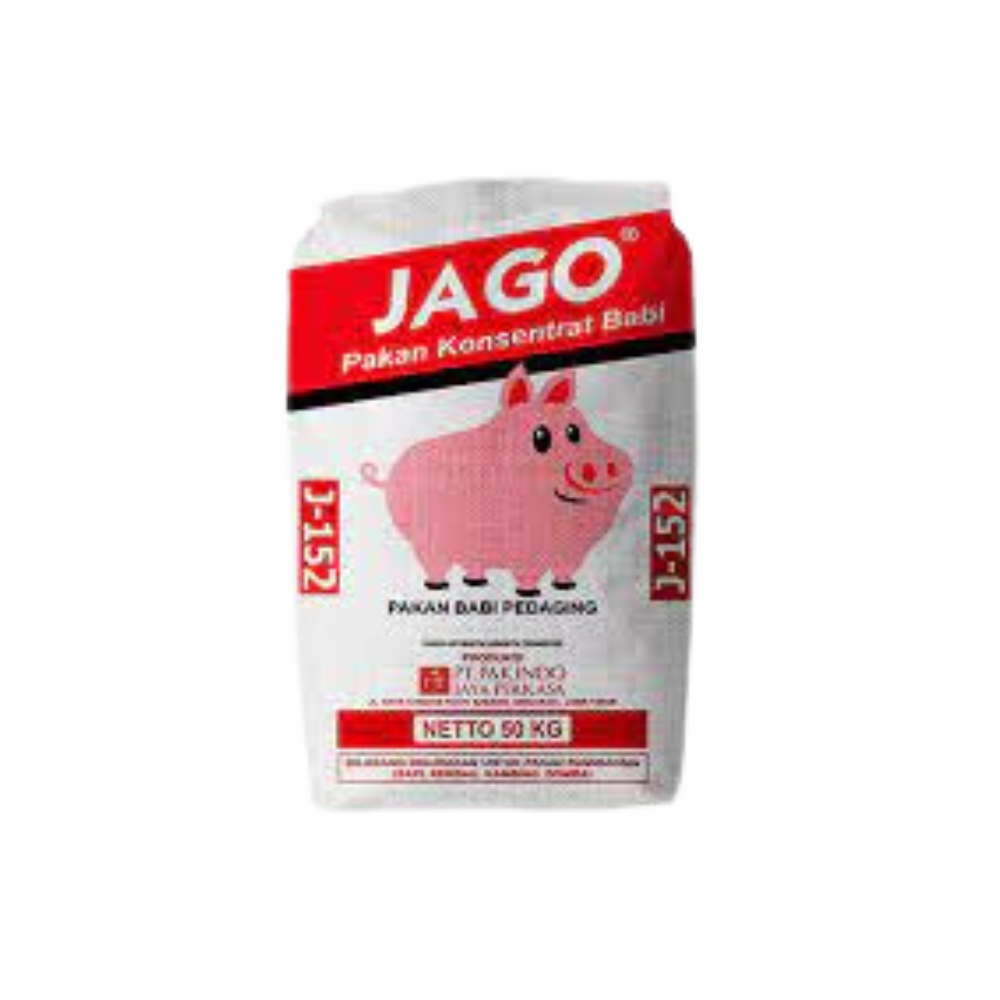 JAGO®
Pakan Konsentrat Babi
J-152
J-152
PAKAN BABI PEDAGING
PRODUKSI
PT. PAKINDO
JAYA PERKASA
NETTO 50 KG